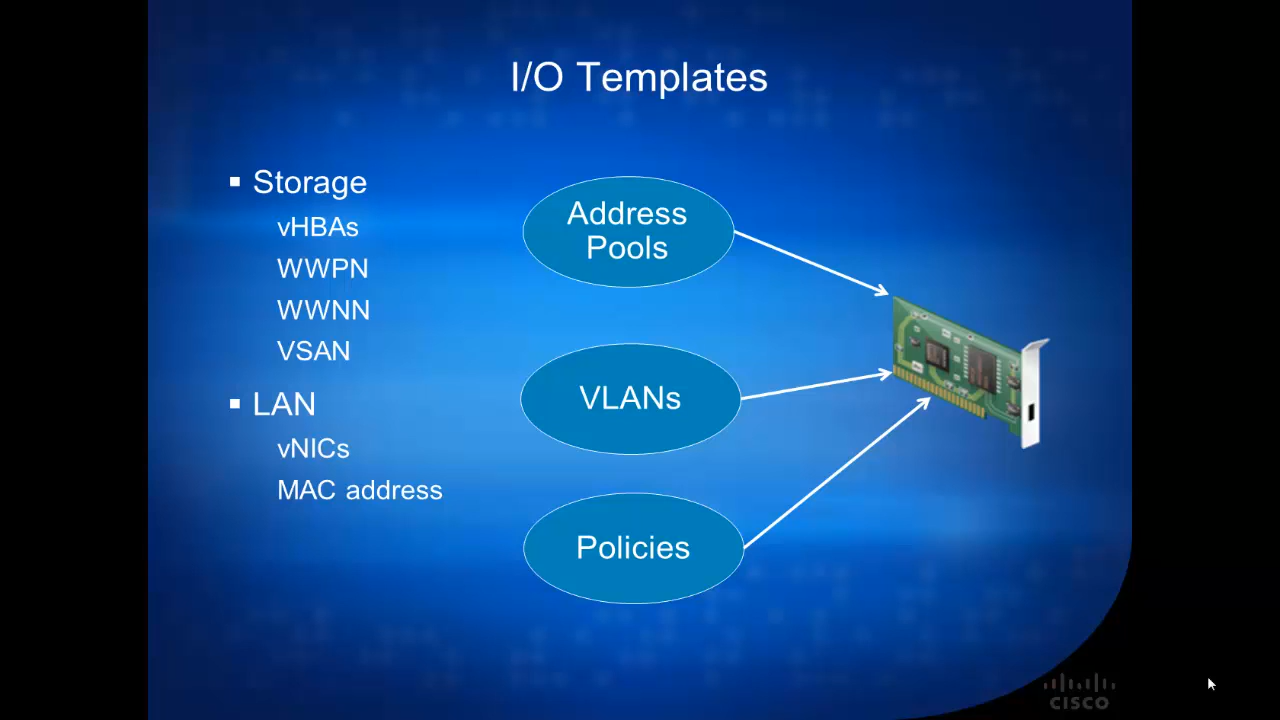 I/O Templates
Storage
vHBAs
WWPN
WWNN
VSAN
LAN
vNICs
MAC address
Address
Pools
VLANs
Policies
CISCO